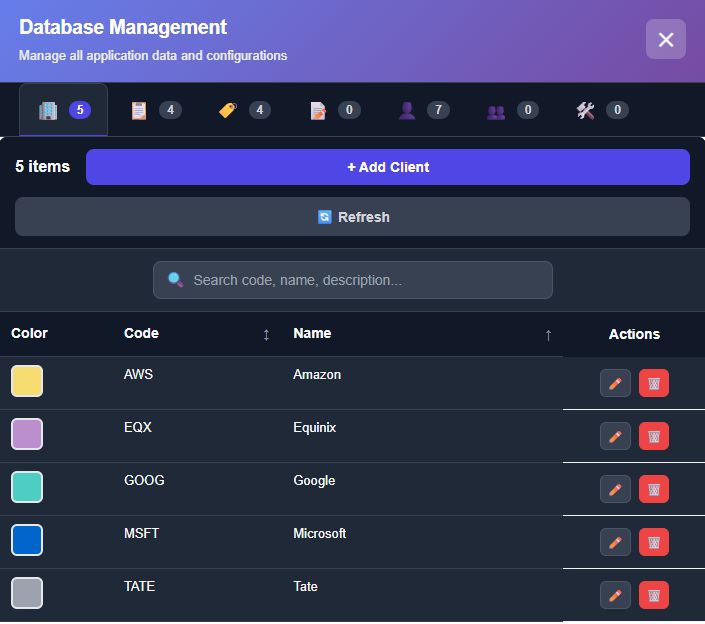 Database Management
Manage all application data and configurations
5 4 4 0 7 0 0
5 items + Add Client
Refresh
Search code, name, description...
Color Code ↕ Name ↑ Actions
AWS Amazon
EQX Equinix
GOOG Google
MSFT Microsoft
TATE Tate